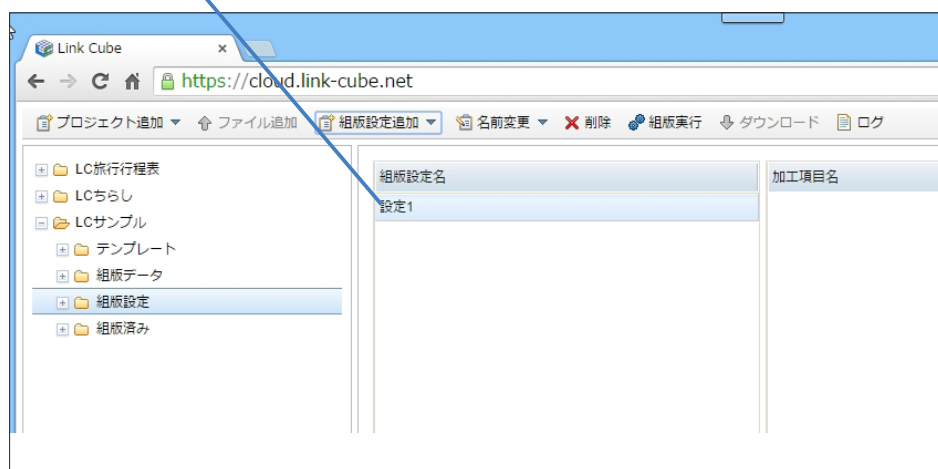 Link Cube
https://cloud.link-cube.net
プロジェクト追加 ファイル追加 組版設定追加 名前変更 削除 組版実行 ダウンロード ログ
LC旅行行程表
LCちらし
LCサンプル
テンプレート
組版データ
組版設定
組版済み
組版設定名
設定1
加工項目名